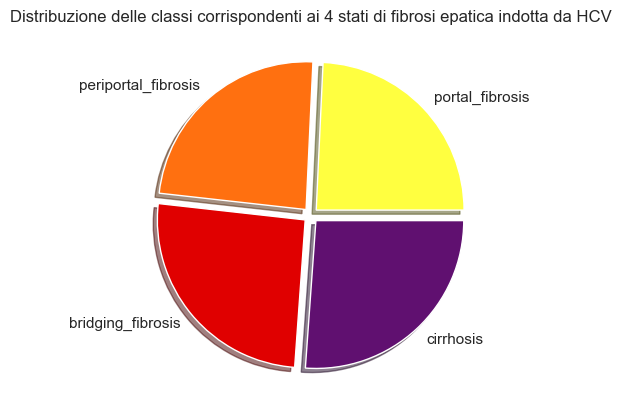 Distribuzione delle classi corrispondenti ai 4 stati di fibrosi epatica indotta da HCV
periportal_fibrosis
portal_fibrosis
bridging_fibrosis
cirrhosis